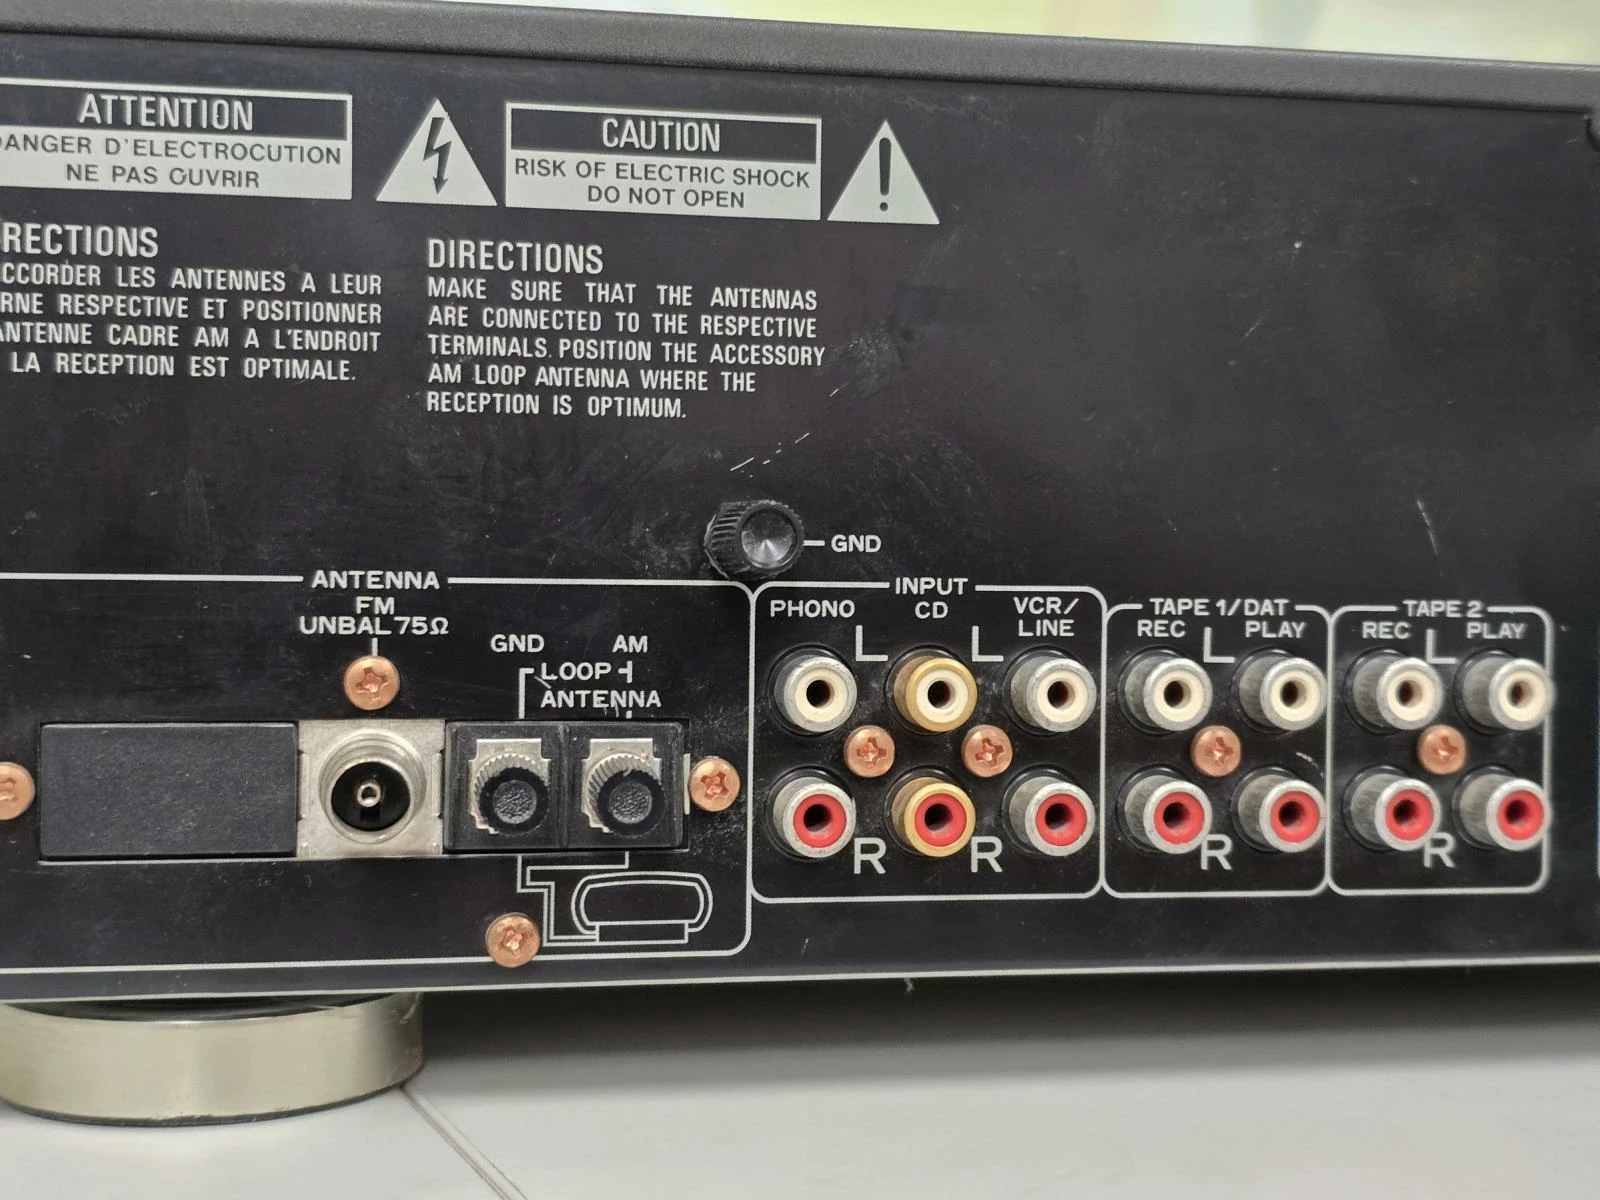 ATTENTION
DANGER D'ELECTROCUTION
NE PAS OUVRIR
CAUTION
RISK OF ELECTRIC SHOCK
DO NOT OPEN
RECTIONS
CCORDER LES ANTENNES A LEUR
RNE RESPECTIVE ET POSITIONNER
ANTENNE CADRE AM A L'ENDROIT
LA RECEPTION EST OPTIMALE.
DIRECTIONS
MAKE SURE THAT THE ANTENNAS
ARE CONNECTED TO THE RESPECTIVE
TERMINALS. POSITION THE ACCESSORY
AM LOOP ANTENNA WHERE THE
RECEPTION IS OPTIMUM.
GND
ANTENNA
FM
UNBAL 75Ω
GND AM
LOOP
ANTENNA
INPUT
PHONO CD VCR/
LINE
L L
R R
TAPE 1/DAT
REC L PLAY
R
TAPE 2
REC L PLAY
R